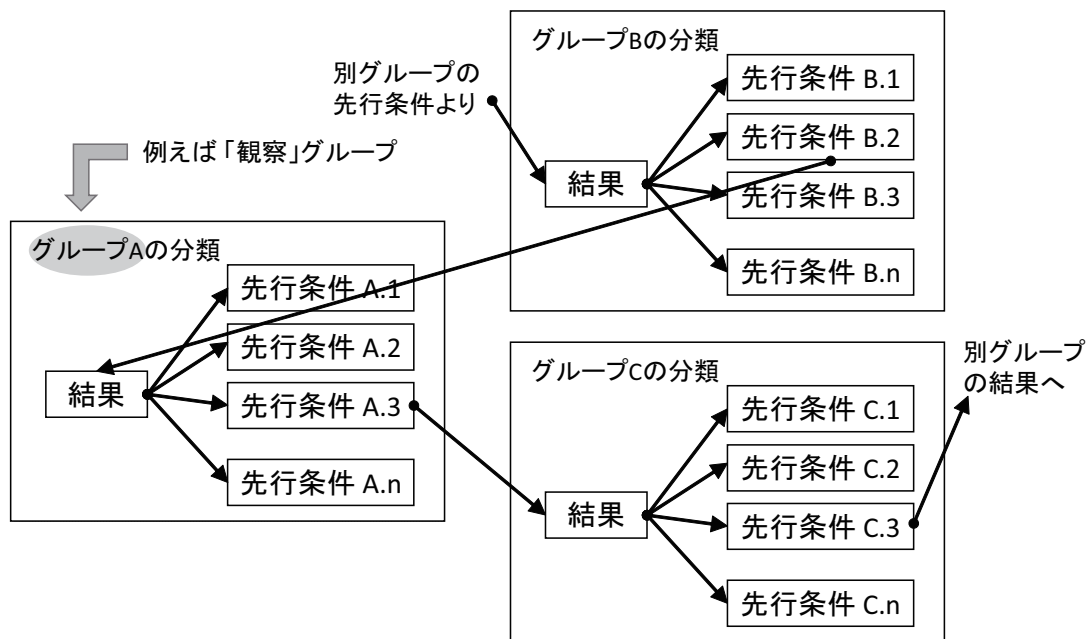 グループBの分類
別グループの
先行条件より
先行条件 B.1
先行条件 B.2
結果
先行条件 B.3
先行条件 B.n
例えば「観察」グループ
グループAの分類
先行条件 A.1
先行条件 A.2
結果
先行条件 A.3
先行条件 A.n
グループCの分類
先行条件 C.1
先行条件 C.2
結果
先行条件 C.3
先行条件 C.n
別グループ
の結果へ